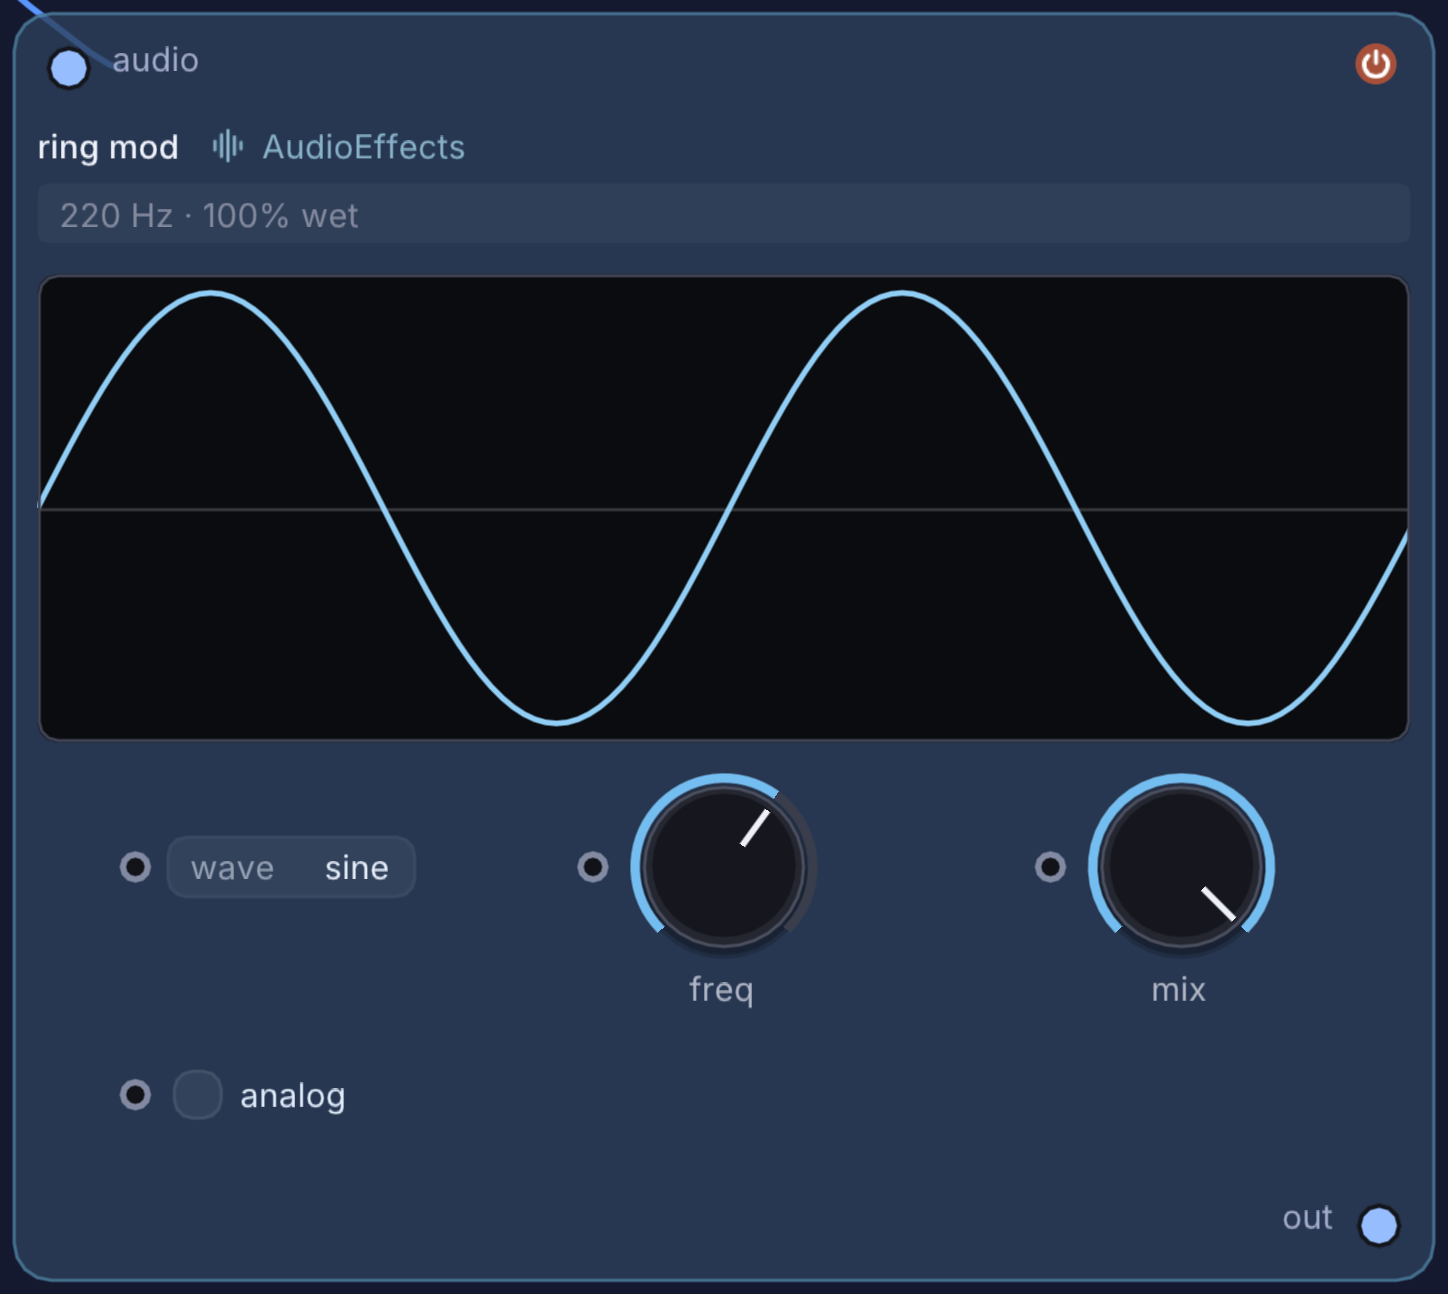 audio
ring mod AudioEffects
220 Hz · 100% wet
wave sine
freq
mix
analog
out